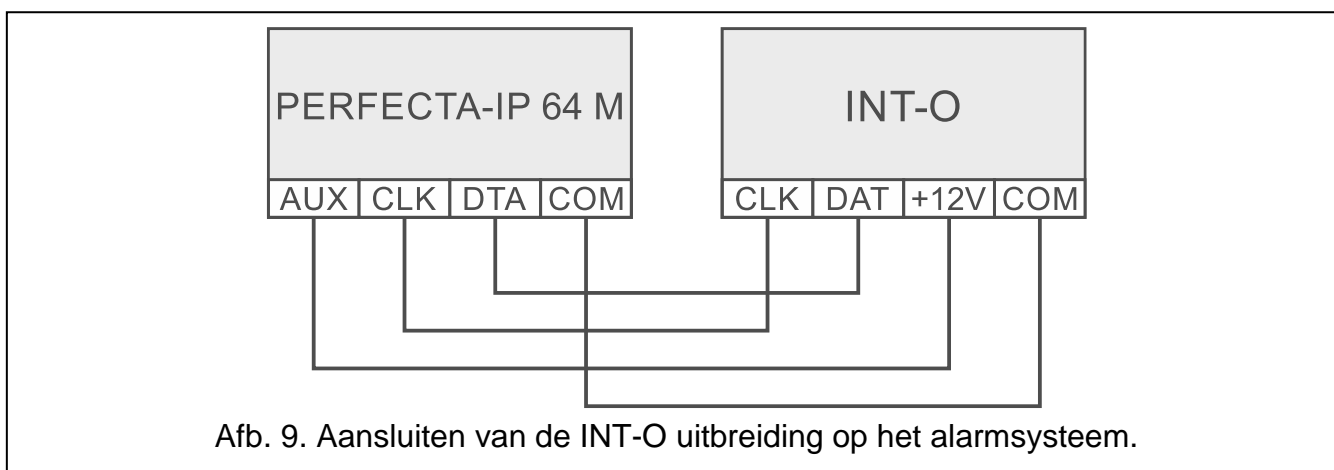 PERFECTA-IP 64 M
INT-O
AUX CLK DTA COM
CLK DAT +12V COM
Afb. 9. Aansluiten van de INT-O uitbreiding op het alarmsysteem.